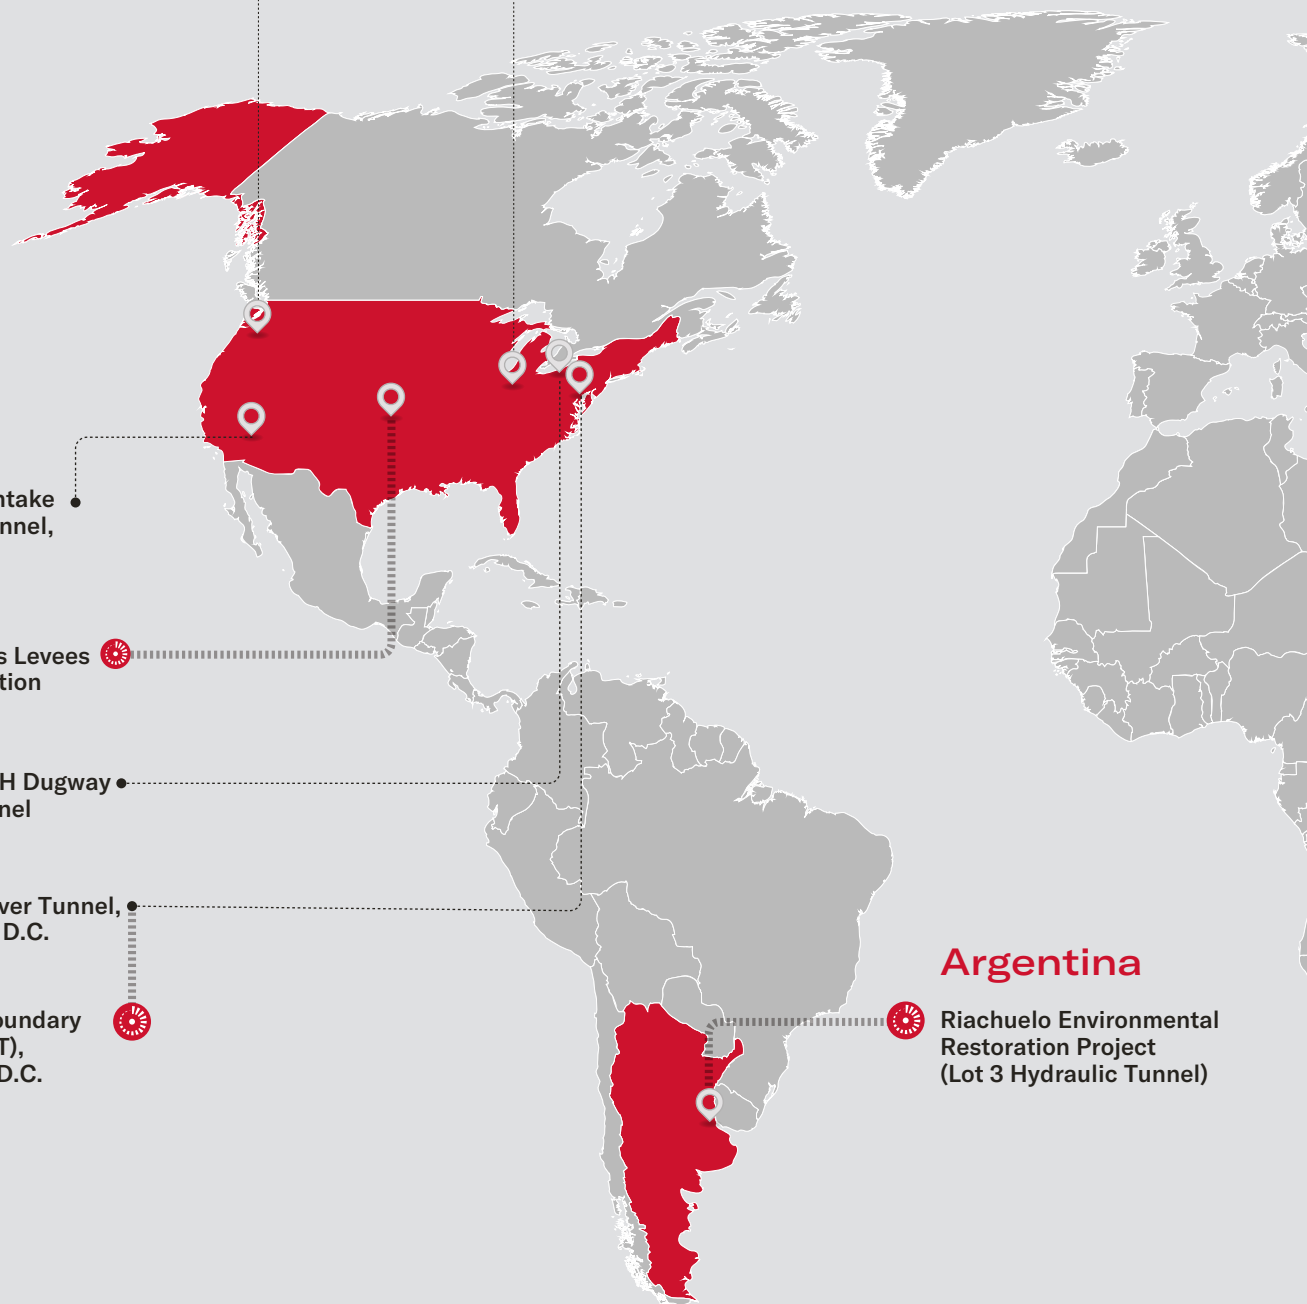 ntake
nnel,
s Levees
tion
H Dugway
nel
ver Tunnel,
D.C.
oundary
T),
D.C.
Argentina
Riachuelo Environmental
Restoration Project
(Lot 3 Hydraulic Tunnel)